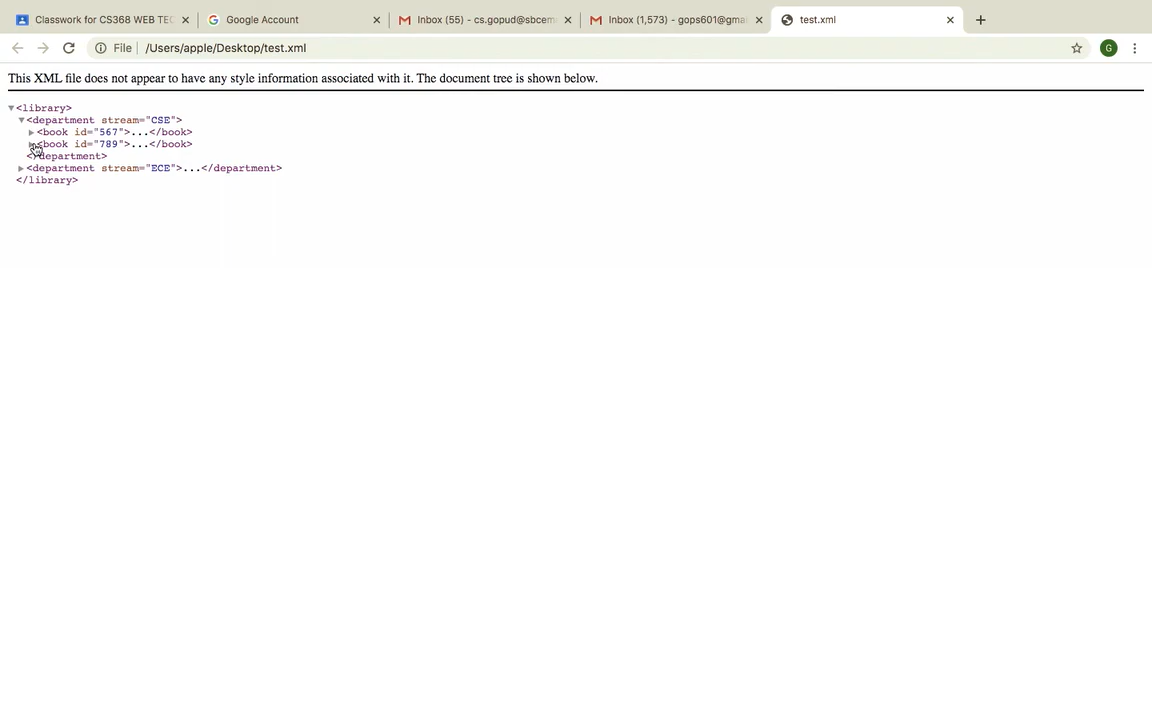 Classwork for CS368 WEB TEC
Google Account
Inbox (55) - cs.gopud@sbcem
Inbox (1,573) - gops601@gmai
test.xml
File
/Users/apple/Desktop/test.xml
G
This XML file does not appear to have any style information associated with it. The document tree is shown below.
<library>
<department stream="CSE">
<book id="567">...</book>
<book id="789">...</book>
</department>
<department stream="ECE">...</department>
</library>